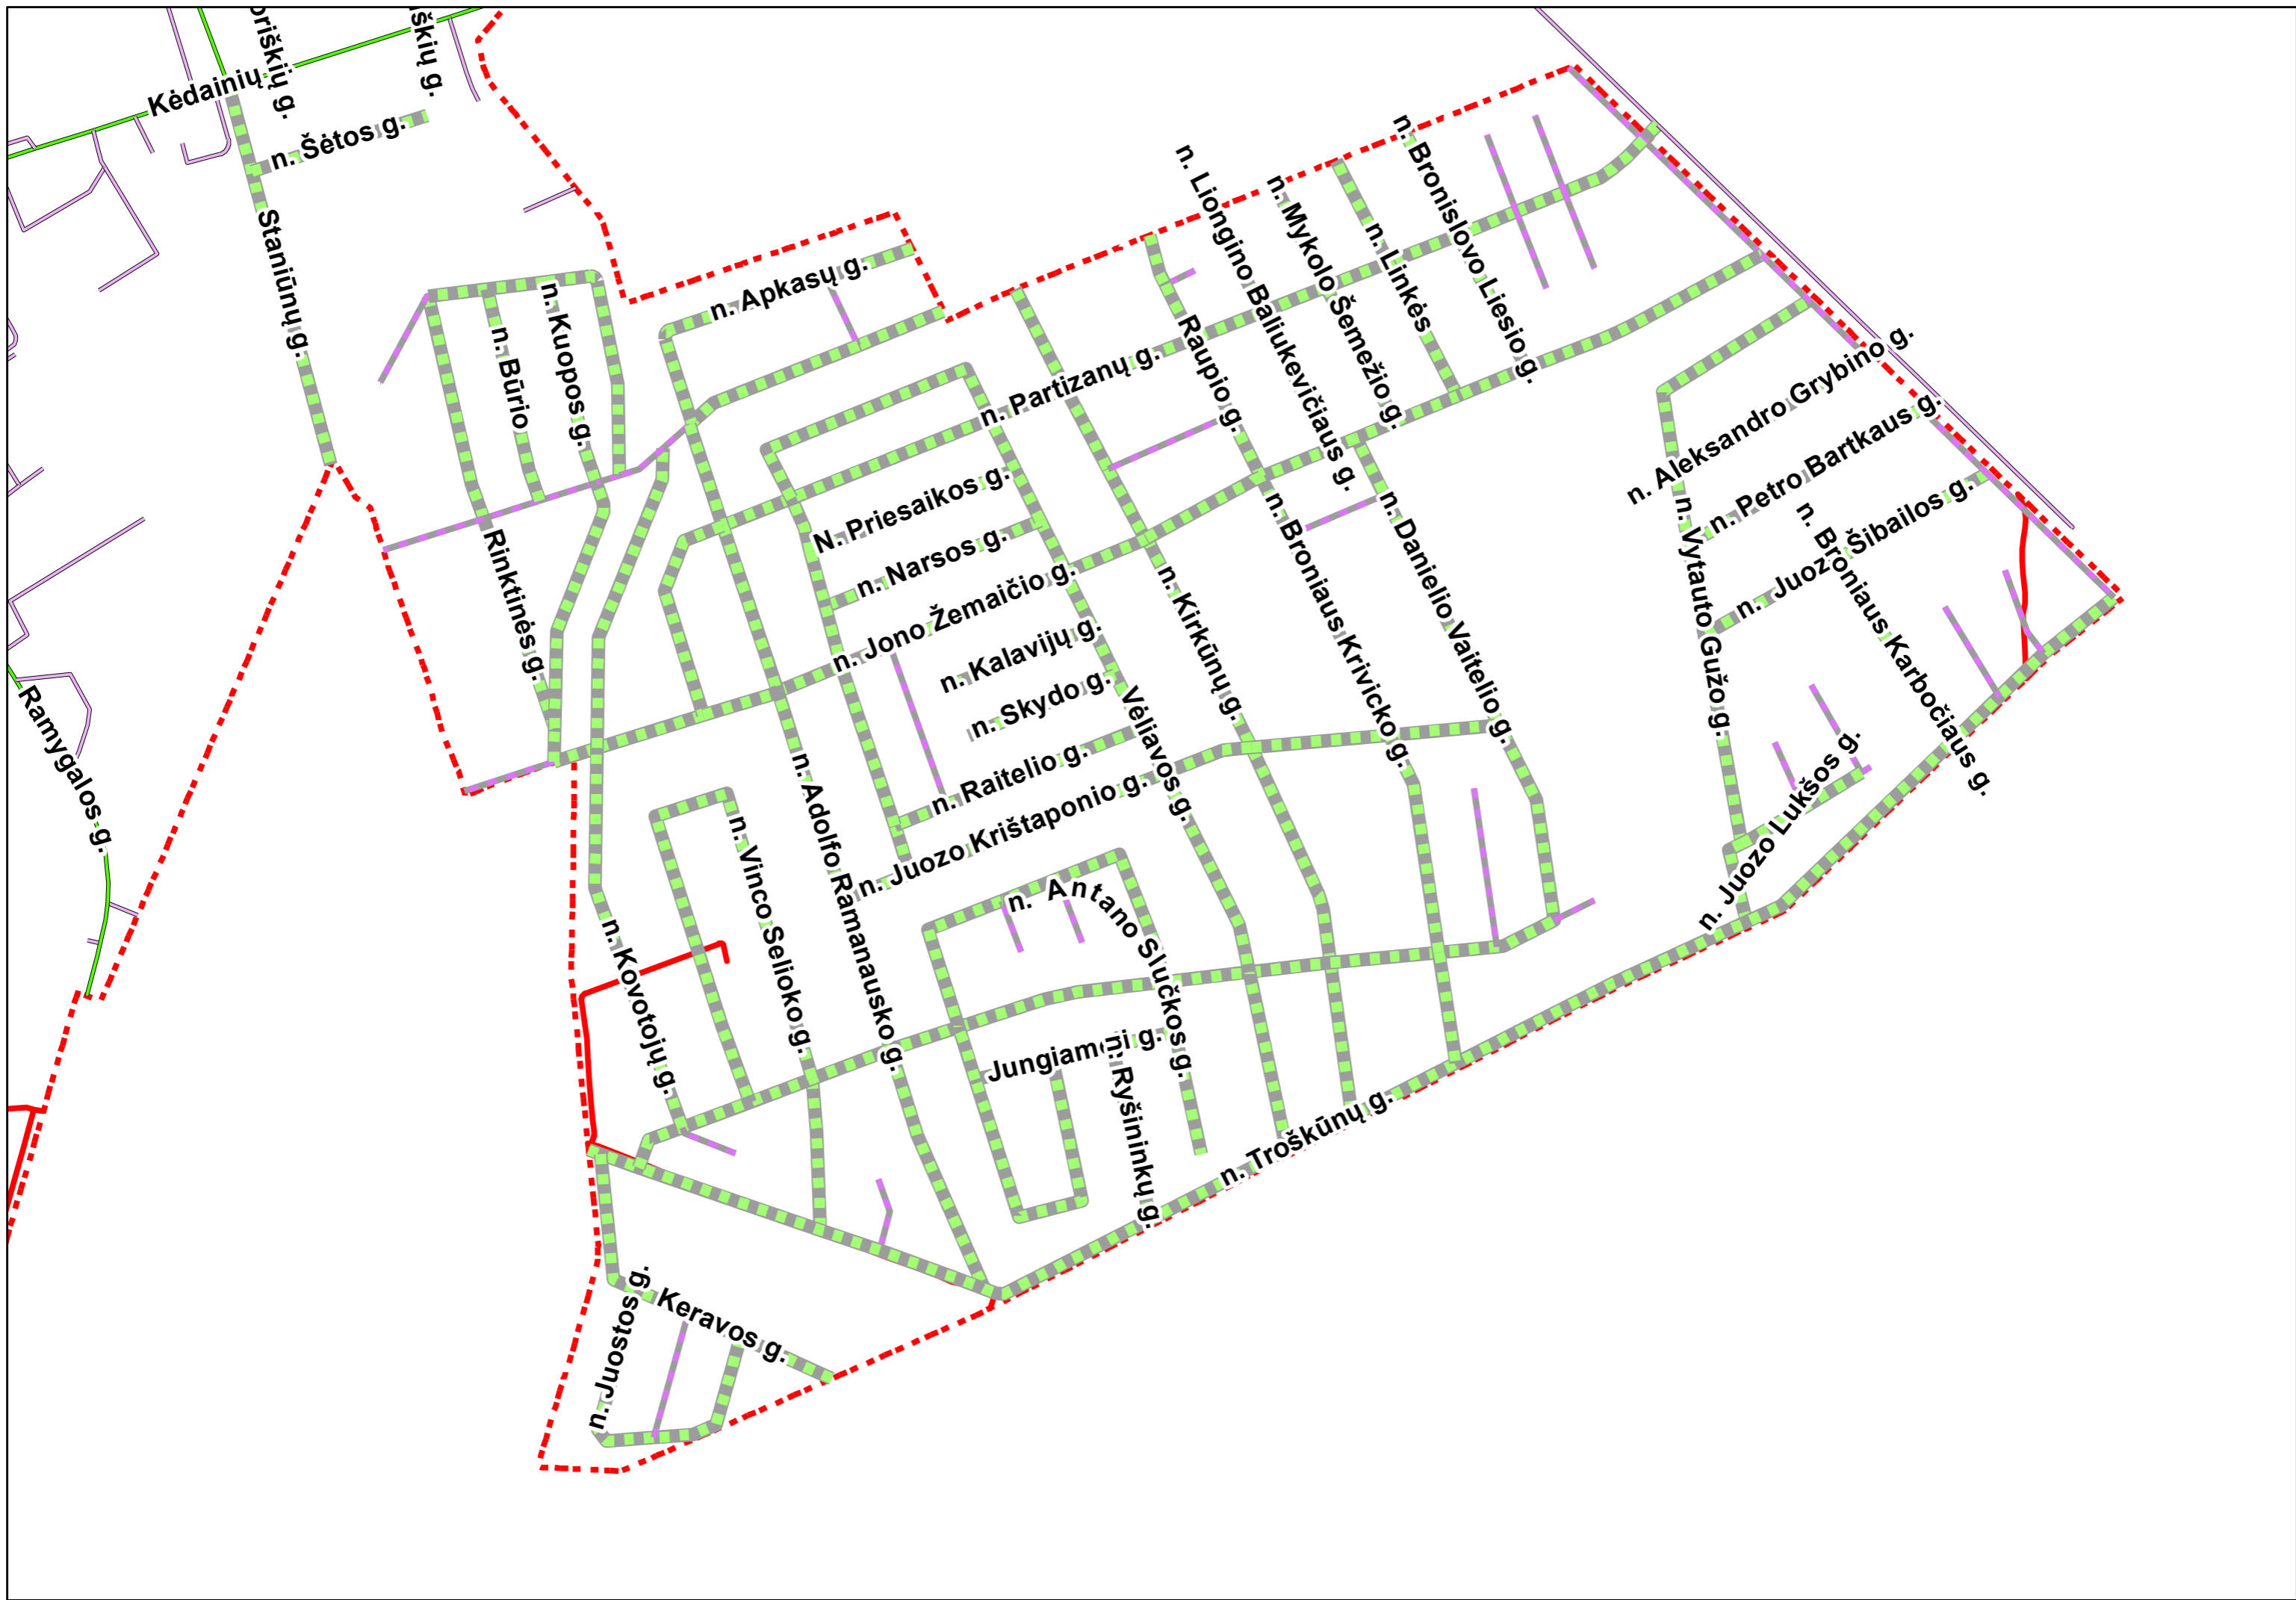 oriškių g.
iškių g.
Kėdainių
n. Šėtos g.
Staniūnų g.
n. Apkasų g.
n. Kuopos g.
n. Būrio
Rinktinės g.
Ramygalos g.
n. Partizanų g.
N. Priesaikos g.
n. Narsos g.
n. Jono Žemaičio g.
n. Kalavijų g.
n. Skydo g.
n. Raitelio g.
n. Juozo Krištaponio g.
Vėliavos g.
n. Kirkūnų g.
Raupio g.
n. Liongino Baliukevičiaus g.
n. Mykolo Šemežio g.
n. Linkės
n. Bronislovo Liesio g.
n. Broniaus Krivicko g.
n. Danielio Vaitelio g.
n. Aleksandro Grybino g.
n. Petro Bartkaus g.
n. Juozo Šibailos g.
n. Broniaus Karbočiaus g.
n. Vytauto Gužo g.
n. Juozo Lukšos g.
n. Adolfo Ramanausko g.
n. Vinco Selioko g.
n. Kovotojų g.
n. Antano Slučkos g.
Jungiamoji g.
n. Ryšininkų g.
n. Troškūnų g.
n. Juostos g.
Keravos g.